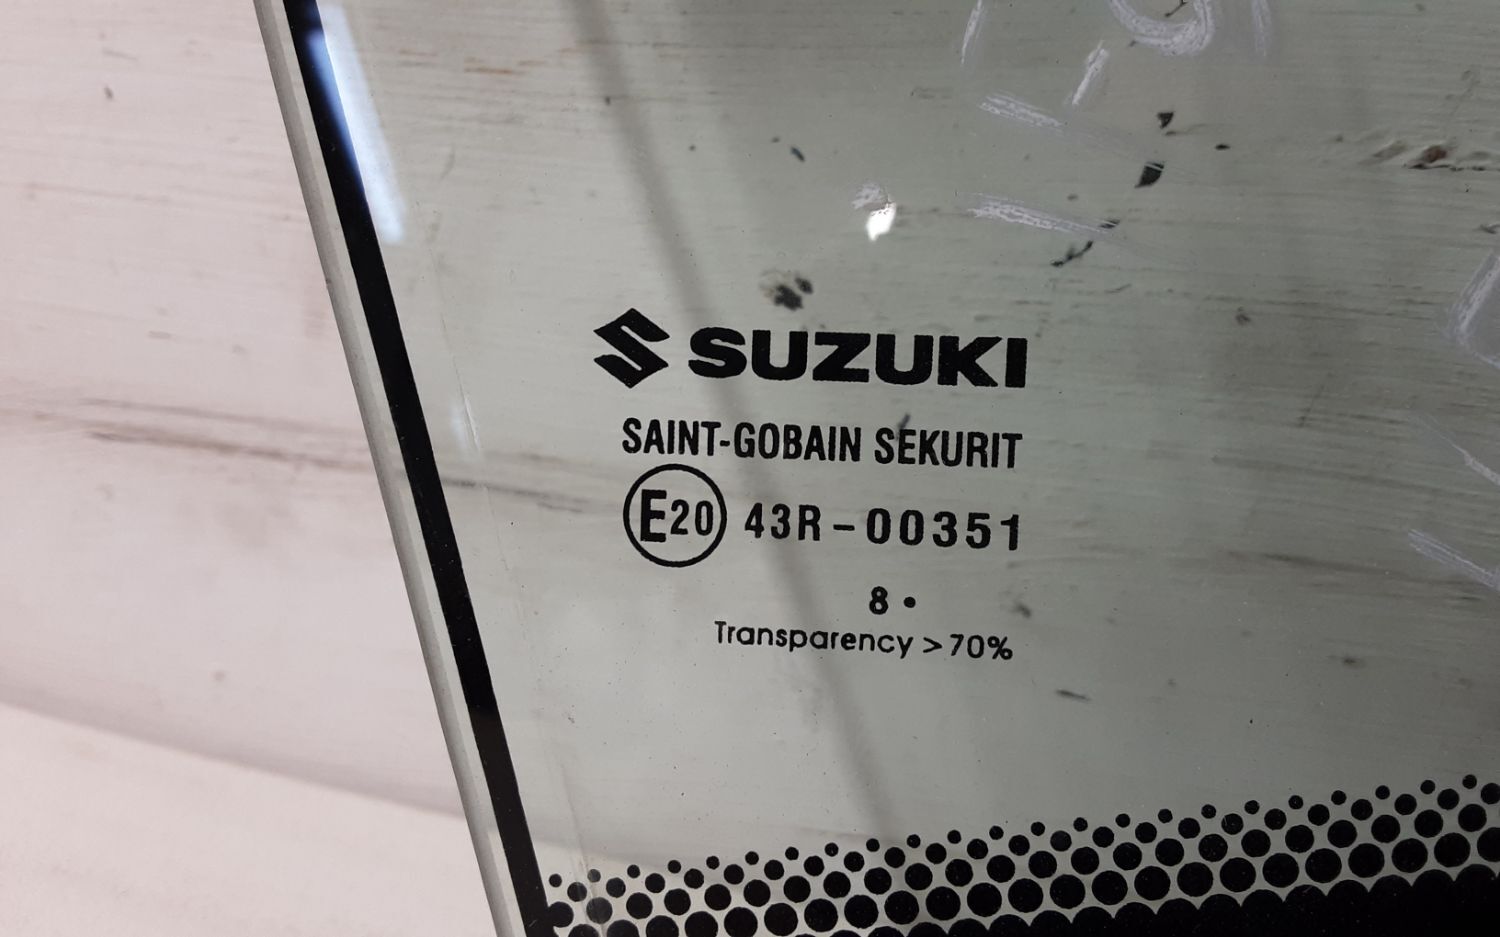 SUZUKI
SAINT-GOBAIN SEKURIT
E20 43R-00351
8 •
Transparency > 70%